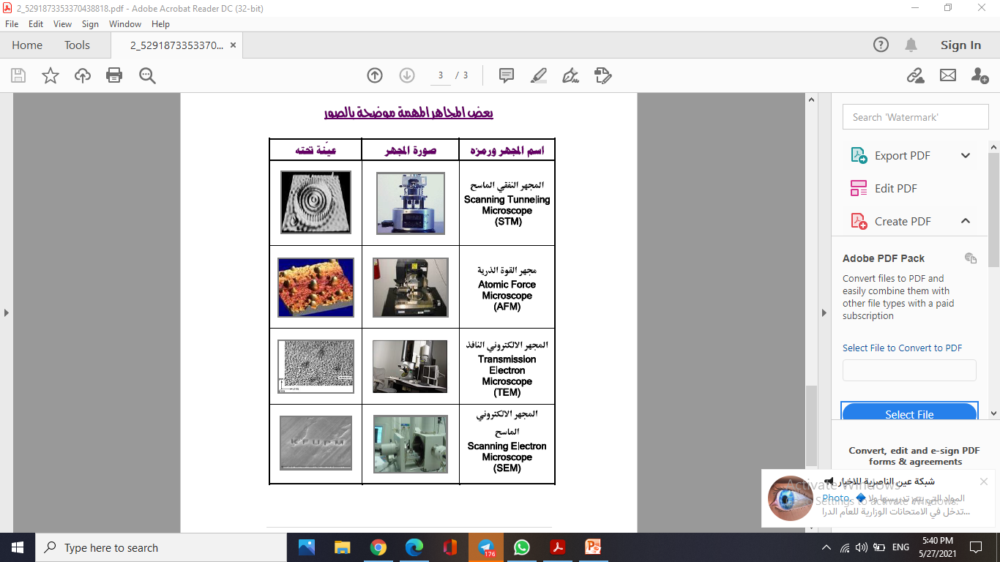 2_5291873353370438818.pdf - Adobe Acrobat Reader DC (32-bit)
File Edit View Sign Window Help
Home Tools 2_5291873353370... × Sign In
3 / 3
بعض المجاهر المهمة موضحة بالصور
اسم المجهر ورمزه صورة المجهر عيّنة تحته
المجهر النفقي الماسح
Scanning Tunneling
Microscope
(STM)
مجهر القوة الذرية
Atomic Force
Microscope
(AFM)
المجهر الالكتروني النافذ
Transmission
Electron
Microscope
(TEM)
المجهر الالكتروني
الماسح
Scanning Electron
Microscope
(SEM)
KFUPM
Search 'Watermark'
Export PDF
Edit PDF
Create PDF
Adobe PDF Pack
Convert files to PDF and
easily combine them with
other file types with a paid
subscription
Select File to Convert to PDF
Select File
Convert, edit and e-sign PDF
forms & agreements
شبكة عين الناصرية للاخبار
Photo, المواد التي يتم تدريسها ولا
تدخل في الامتحانات الوزارية للعام الدرا...
Activate Windows
Settings to activate Windows.
Type here to search
176
ENG
5:40 PM
5/27/2021